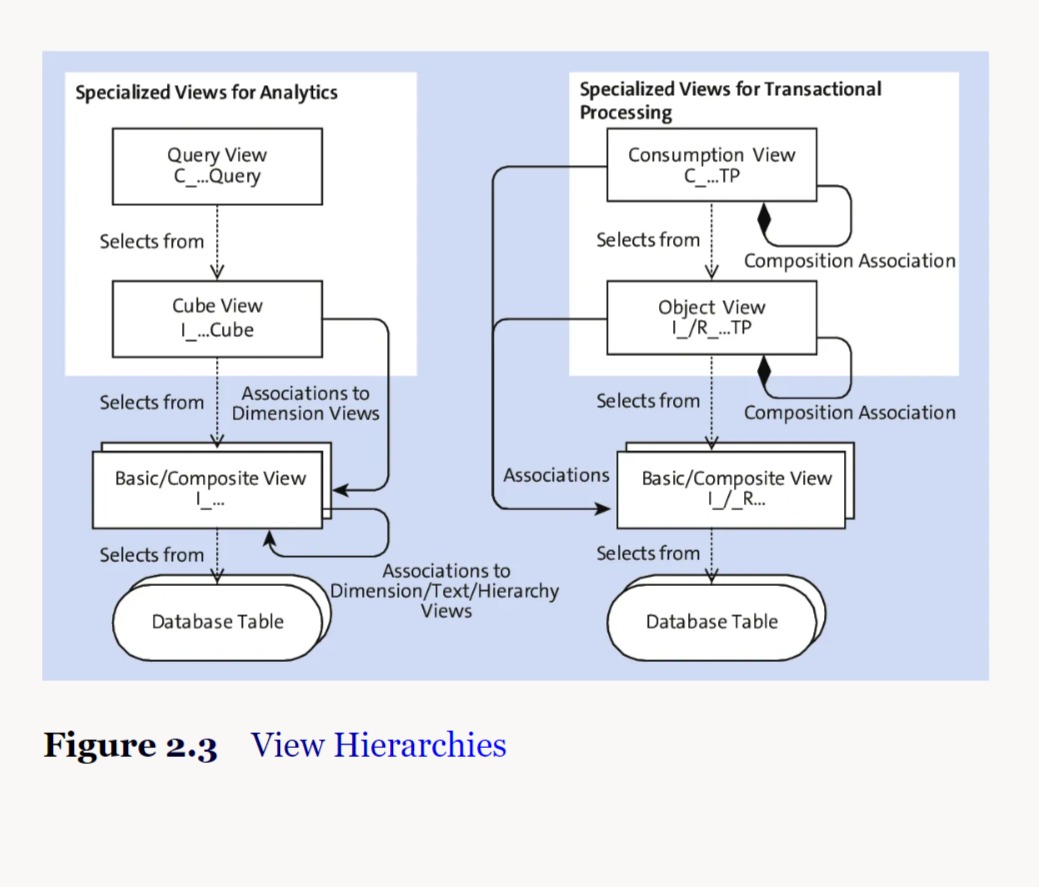 Specialized Views for Analytics
Query View
C_...Query
Selects from
Cube View
I_...Cube
Selects from
Associations to
Dimension Views
Basic/Composite View
I_...
Selects from
Associations to
Dimension/Text/Hierarchy
Views
Database Table
Specialized Views for Transactional
Processing
Consumption View
C_...TP
Selects from
Composition Association
Object View
I_/R_...TP
Selects from
Composition Association
Associations
Basic/Composite View
I_/_R...
Selects from
Database Table
Figure 2.3 View Hierarchies